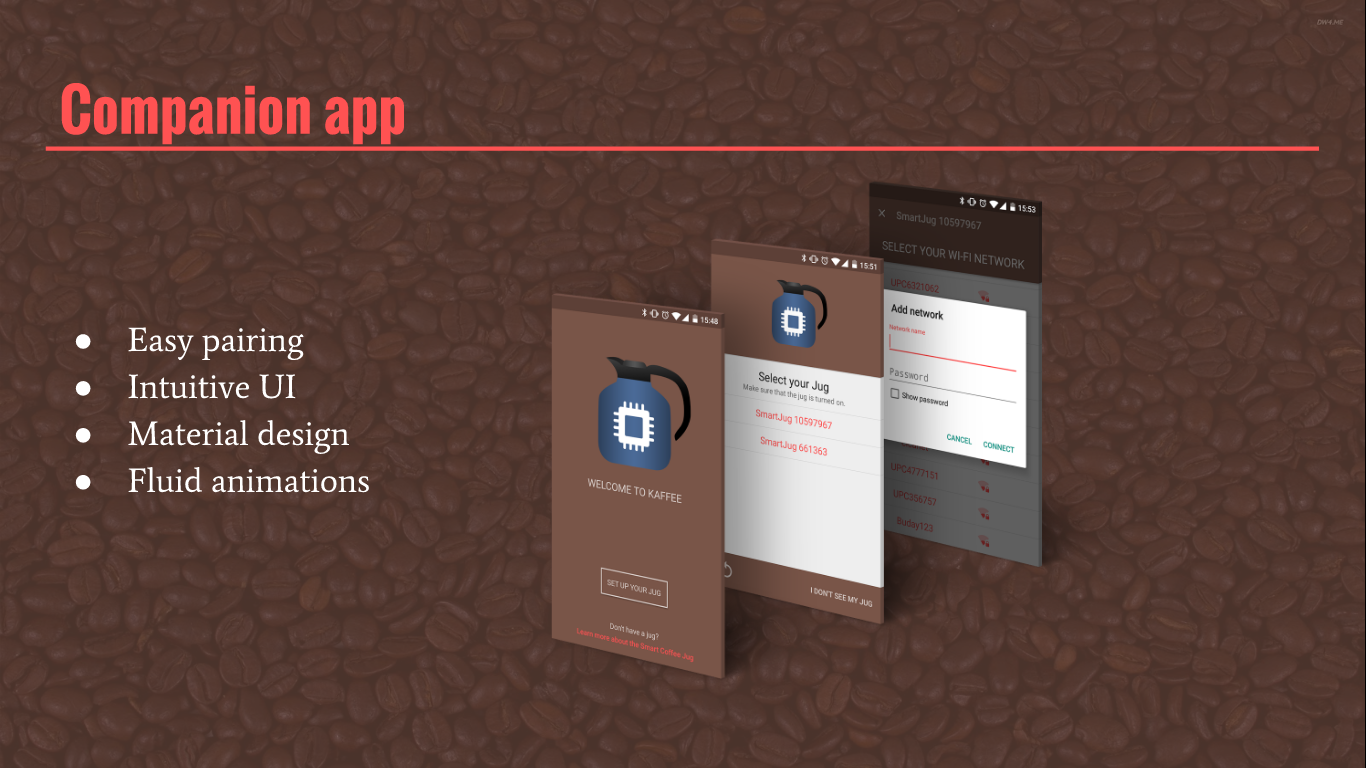 DW4.ME
Companion app
● Easy pairing
● Intuitive UI
● Material design
● Fluid animations
15:48
WELCOME TO KAFFEE
SET UP YOUR JUG
Don't have a jug?
Learn more about the Smart Coffee Jug
15:51
Select your Jug
Make sure that the jug is turned on.
SmartJug 10597967
SmartJug 661363
I DON'T SEE MY JUG
15:53
SmartJug 10597967
SELECT YOUR WI-FI NETWORK
UPC6321062
Add network
Network name
Password
Show password
CANCEL CONNECT
UPC4777151
UPC356757
Buday123